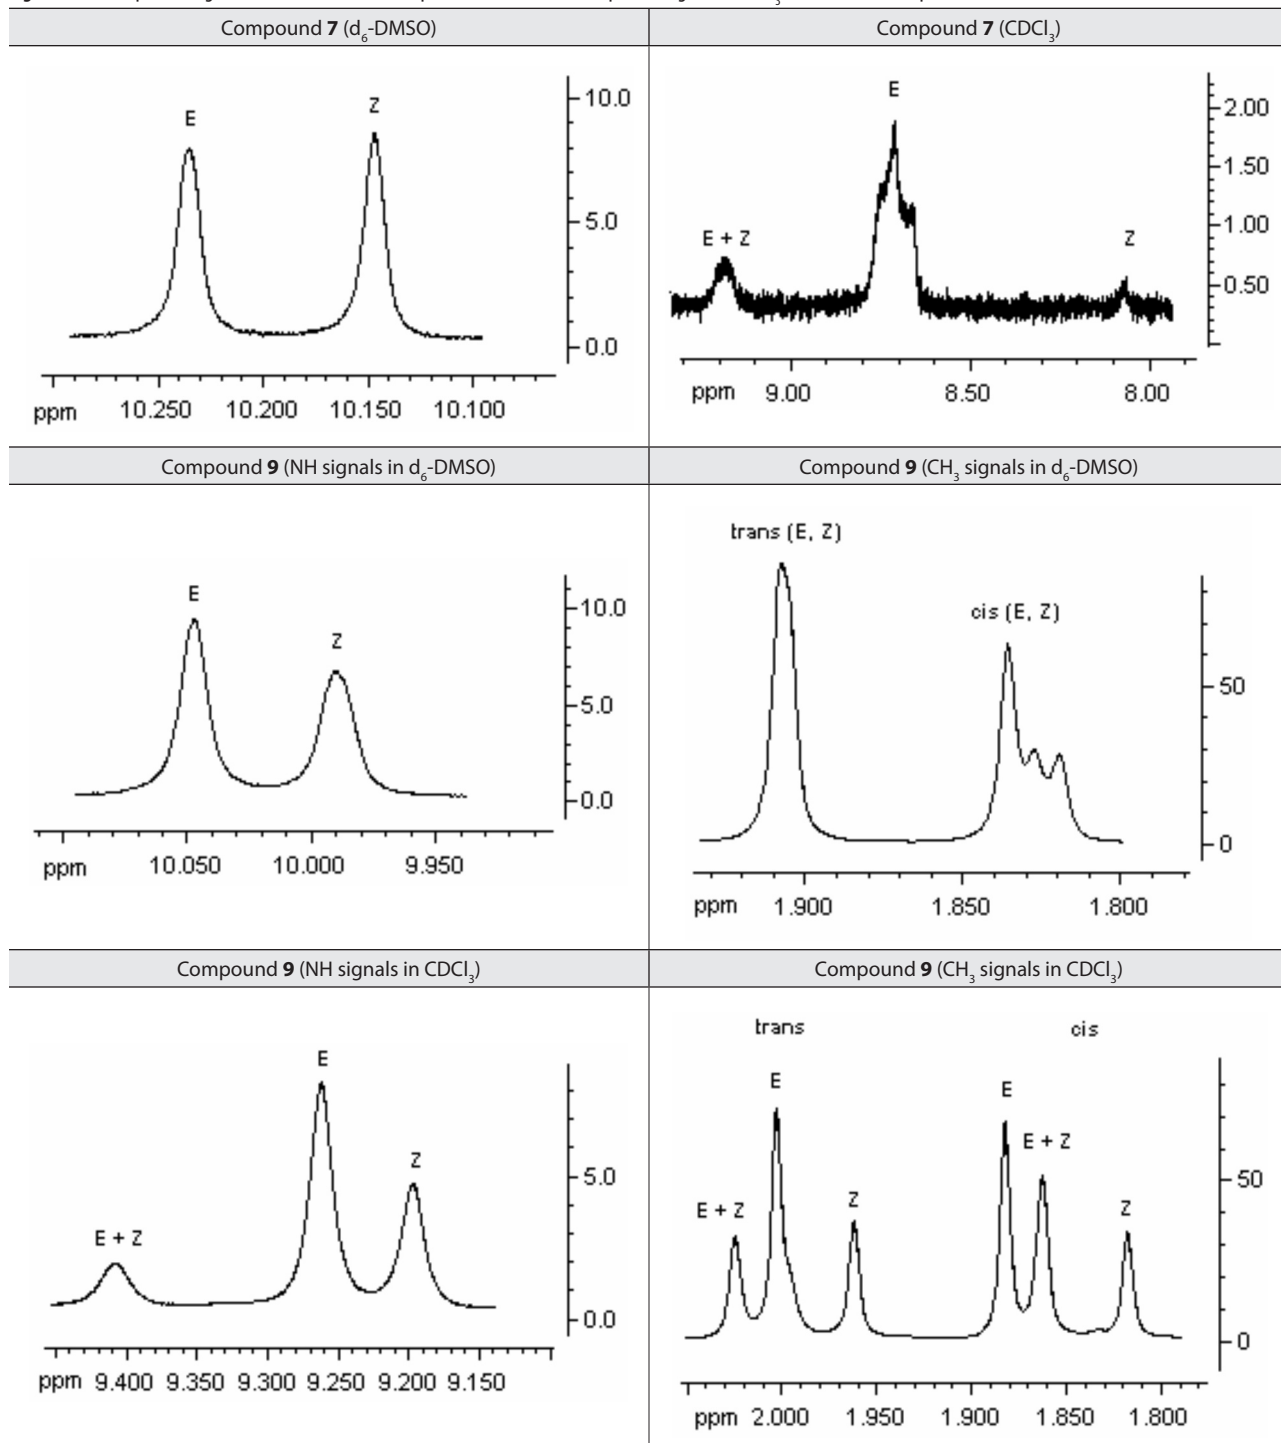 Compound 7 (d6-DMSO)
Compound 7 (CDCl3)
E
Z
10.0
5.0
0.0
ppm 10.250 10.200 10.150 10.100
E
E + Z
Z
2.00
1.50
1.00
0.50
ppm 9.00 8.50 8.00
Compound 9 (NH signals in d6-DMSO)
Compound 9 (CH3 signals in d6-DMSO)
E
Z
10.0
5.0
0.0
ppm 10.050 10.000 9.950
trans (E, Z)
cis (E, Z)
50
0
ppm 1.900 1.850 1.800
Compound 9 (NH signals in CDCl3)
Compound 9 (CH3 signals in CDCl3)
E
Z
E + Z
5.0
0.0
ppm 9.400 9.350 9.300 9.250 9.200 9.150
trans cis
E
E
E + Z
E + Z
Z
Z
50
0
ppm 2.000 1.950 1.900 1.850 1.800